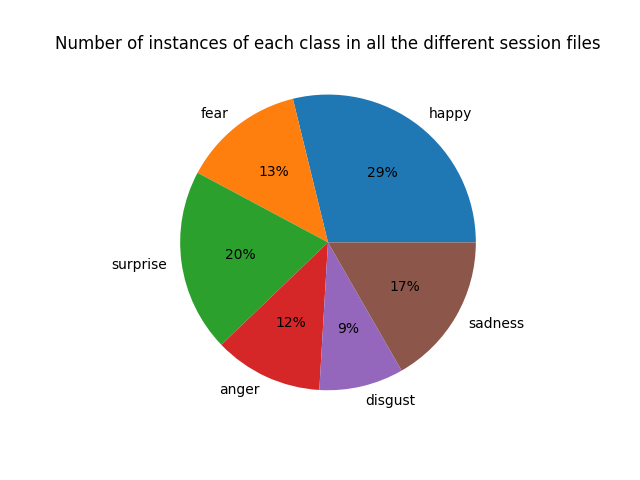 Number of instances of each class in all the different session files
happy
29%
fear
13%
surprise
20%
anger
12%
disgust
9%
sadness
17%